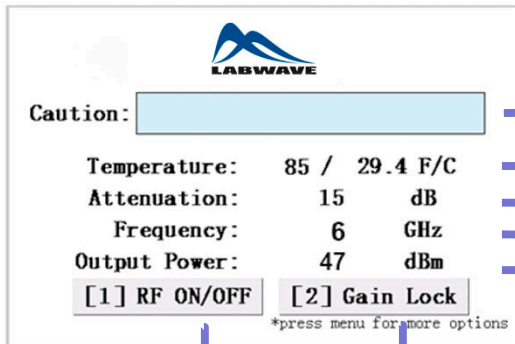 LABWAVE
Caution:
Temperature: 85 / 29.4 F/C
Attenuation: 15 dB
Frequency: 6 GHz
Output Power: 47 dBm
[1] RF ON/OFF [2] Gain Lock
*press menu for more options